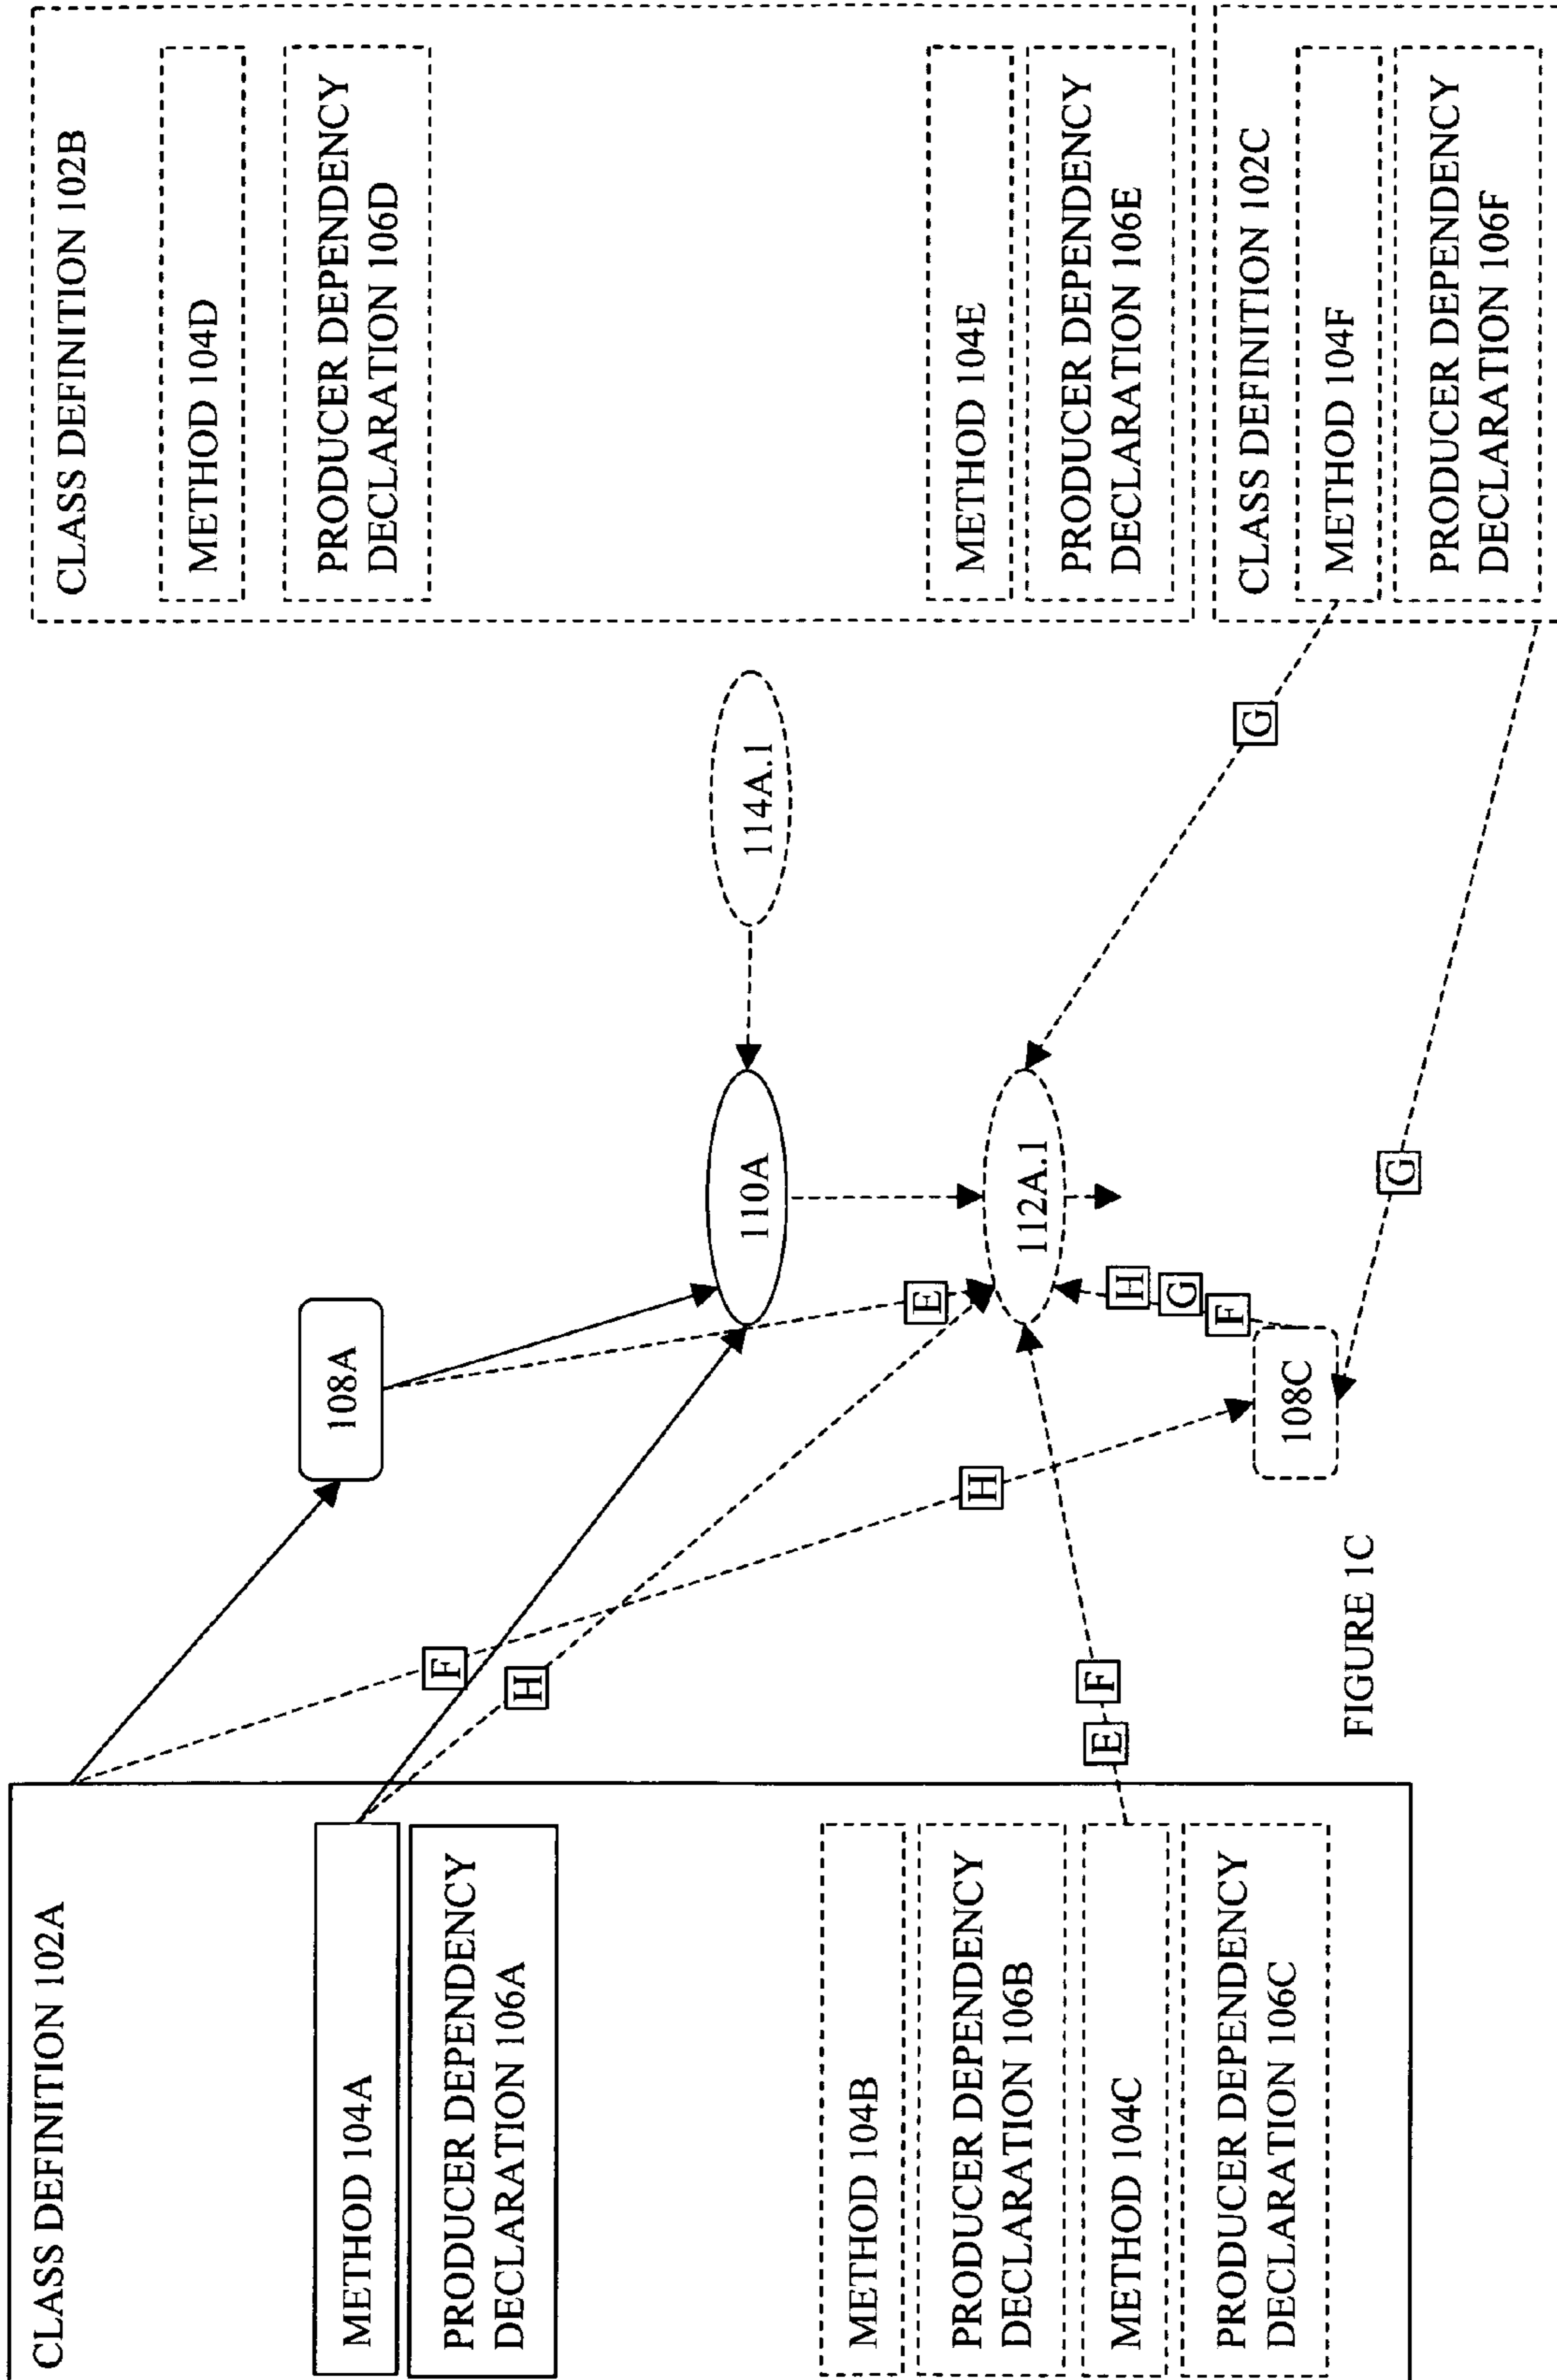 CLASS DEFINITION 102A
METHOD 104A
PRODUCER DEPENDENCY
DECLARATION 106A
METHOD 104B
PRODUCER DEPENDENCY
DECLARATION 106B
METHOD 104C
PRODUCER DEPENDENCY
DECLARATION 106C
108A
110A
114A.1
112A.1
108C
F
H
H
E
E
F
H
G
F
G
G
CLASS DEFINITION 102B
METHOD 104D
PRODUCER DEPENDENCY
DECLARATION 106D
METHOD 104E
PRODUCER DEPENDENCY
DECLARATION 106E
CLASS DEFINITION 102C
METHOD 104F
PRODUCER DEPENDENCY
DECLARATION 106F
FIGURE 1C